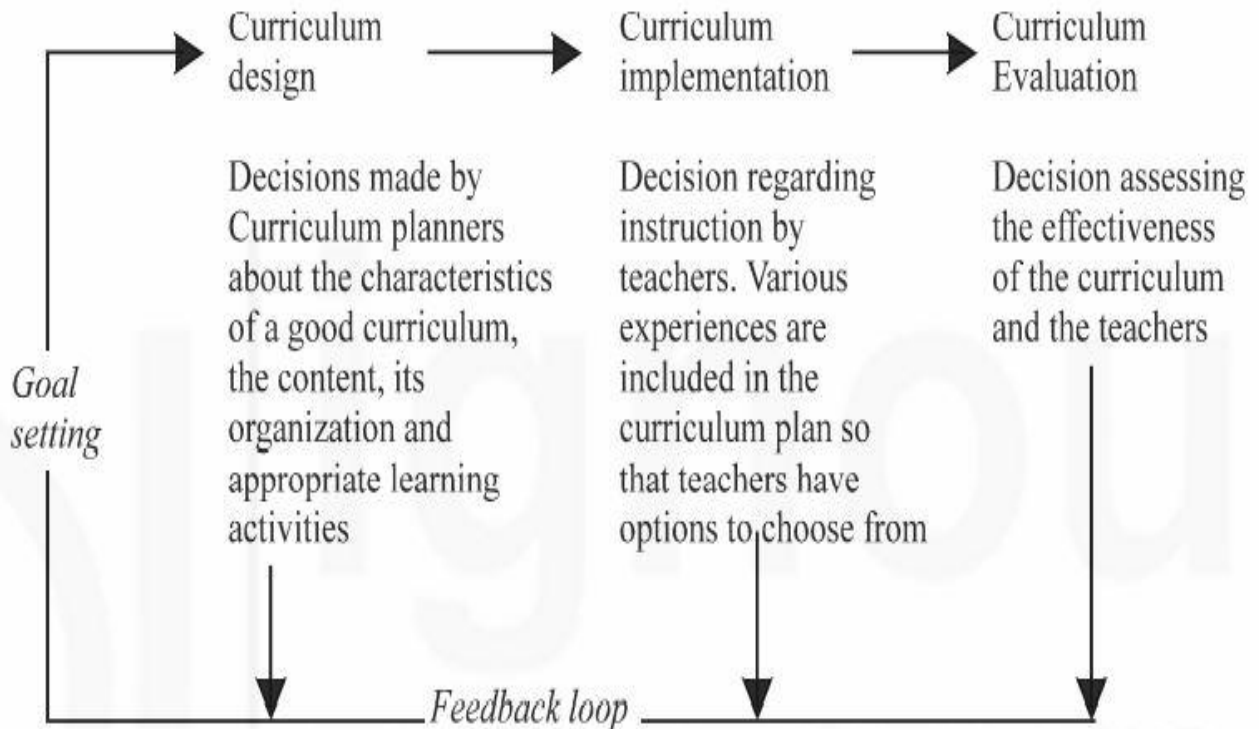 Curriculum
design
Curriculum
implementation
Curriculum
Evaluation
Decisions made by
Curriculum planners
about the characteristics
of a good curriculum,
the content, its
organization and
appropriate learning
activities
Decision regarding
instruction by
teachers. Various
experiences are
included in the
curriculum plan so
that teachers have
options to choose from
Decision assessing
the effectiveness
of the curriculum
and the teachers
Goal
setting
Feedback loop
ignou